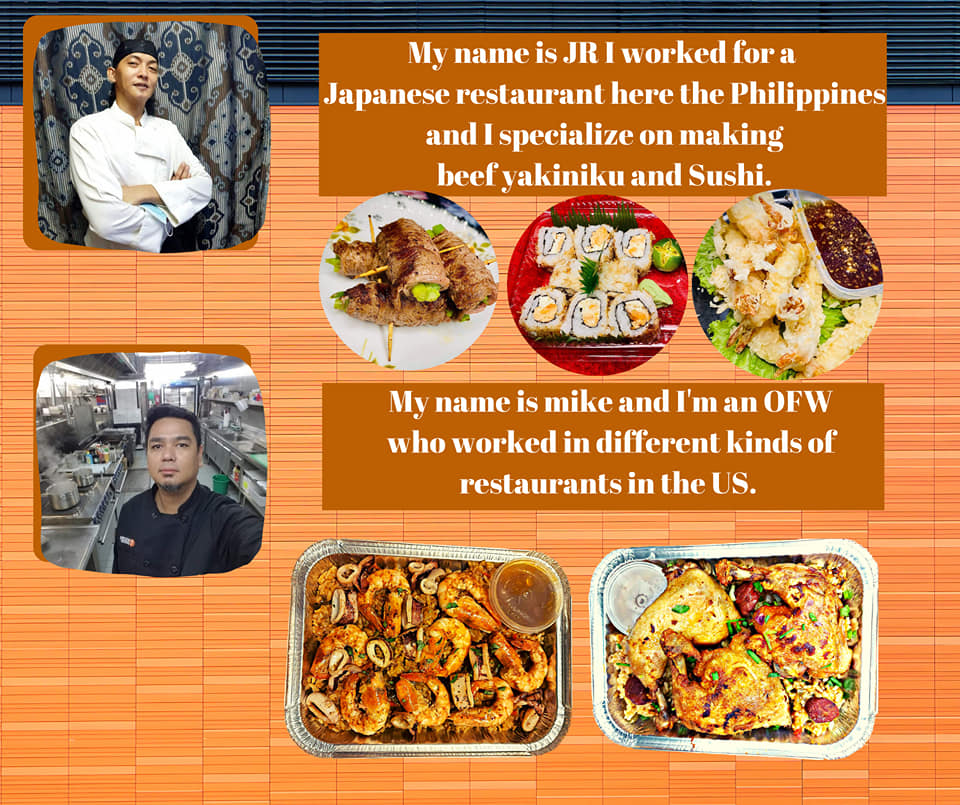 My name is JR I worked for a
Japanese restaurant here the Philippines
and I specialize on making
beef yakiniku and Sushi.
My name is mike and I'm an OFW
who worked in different kinds of
restaurants in the US.